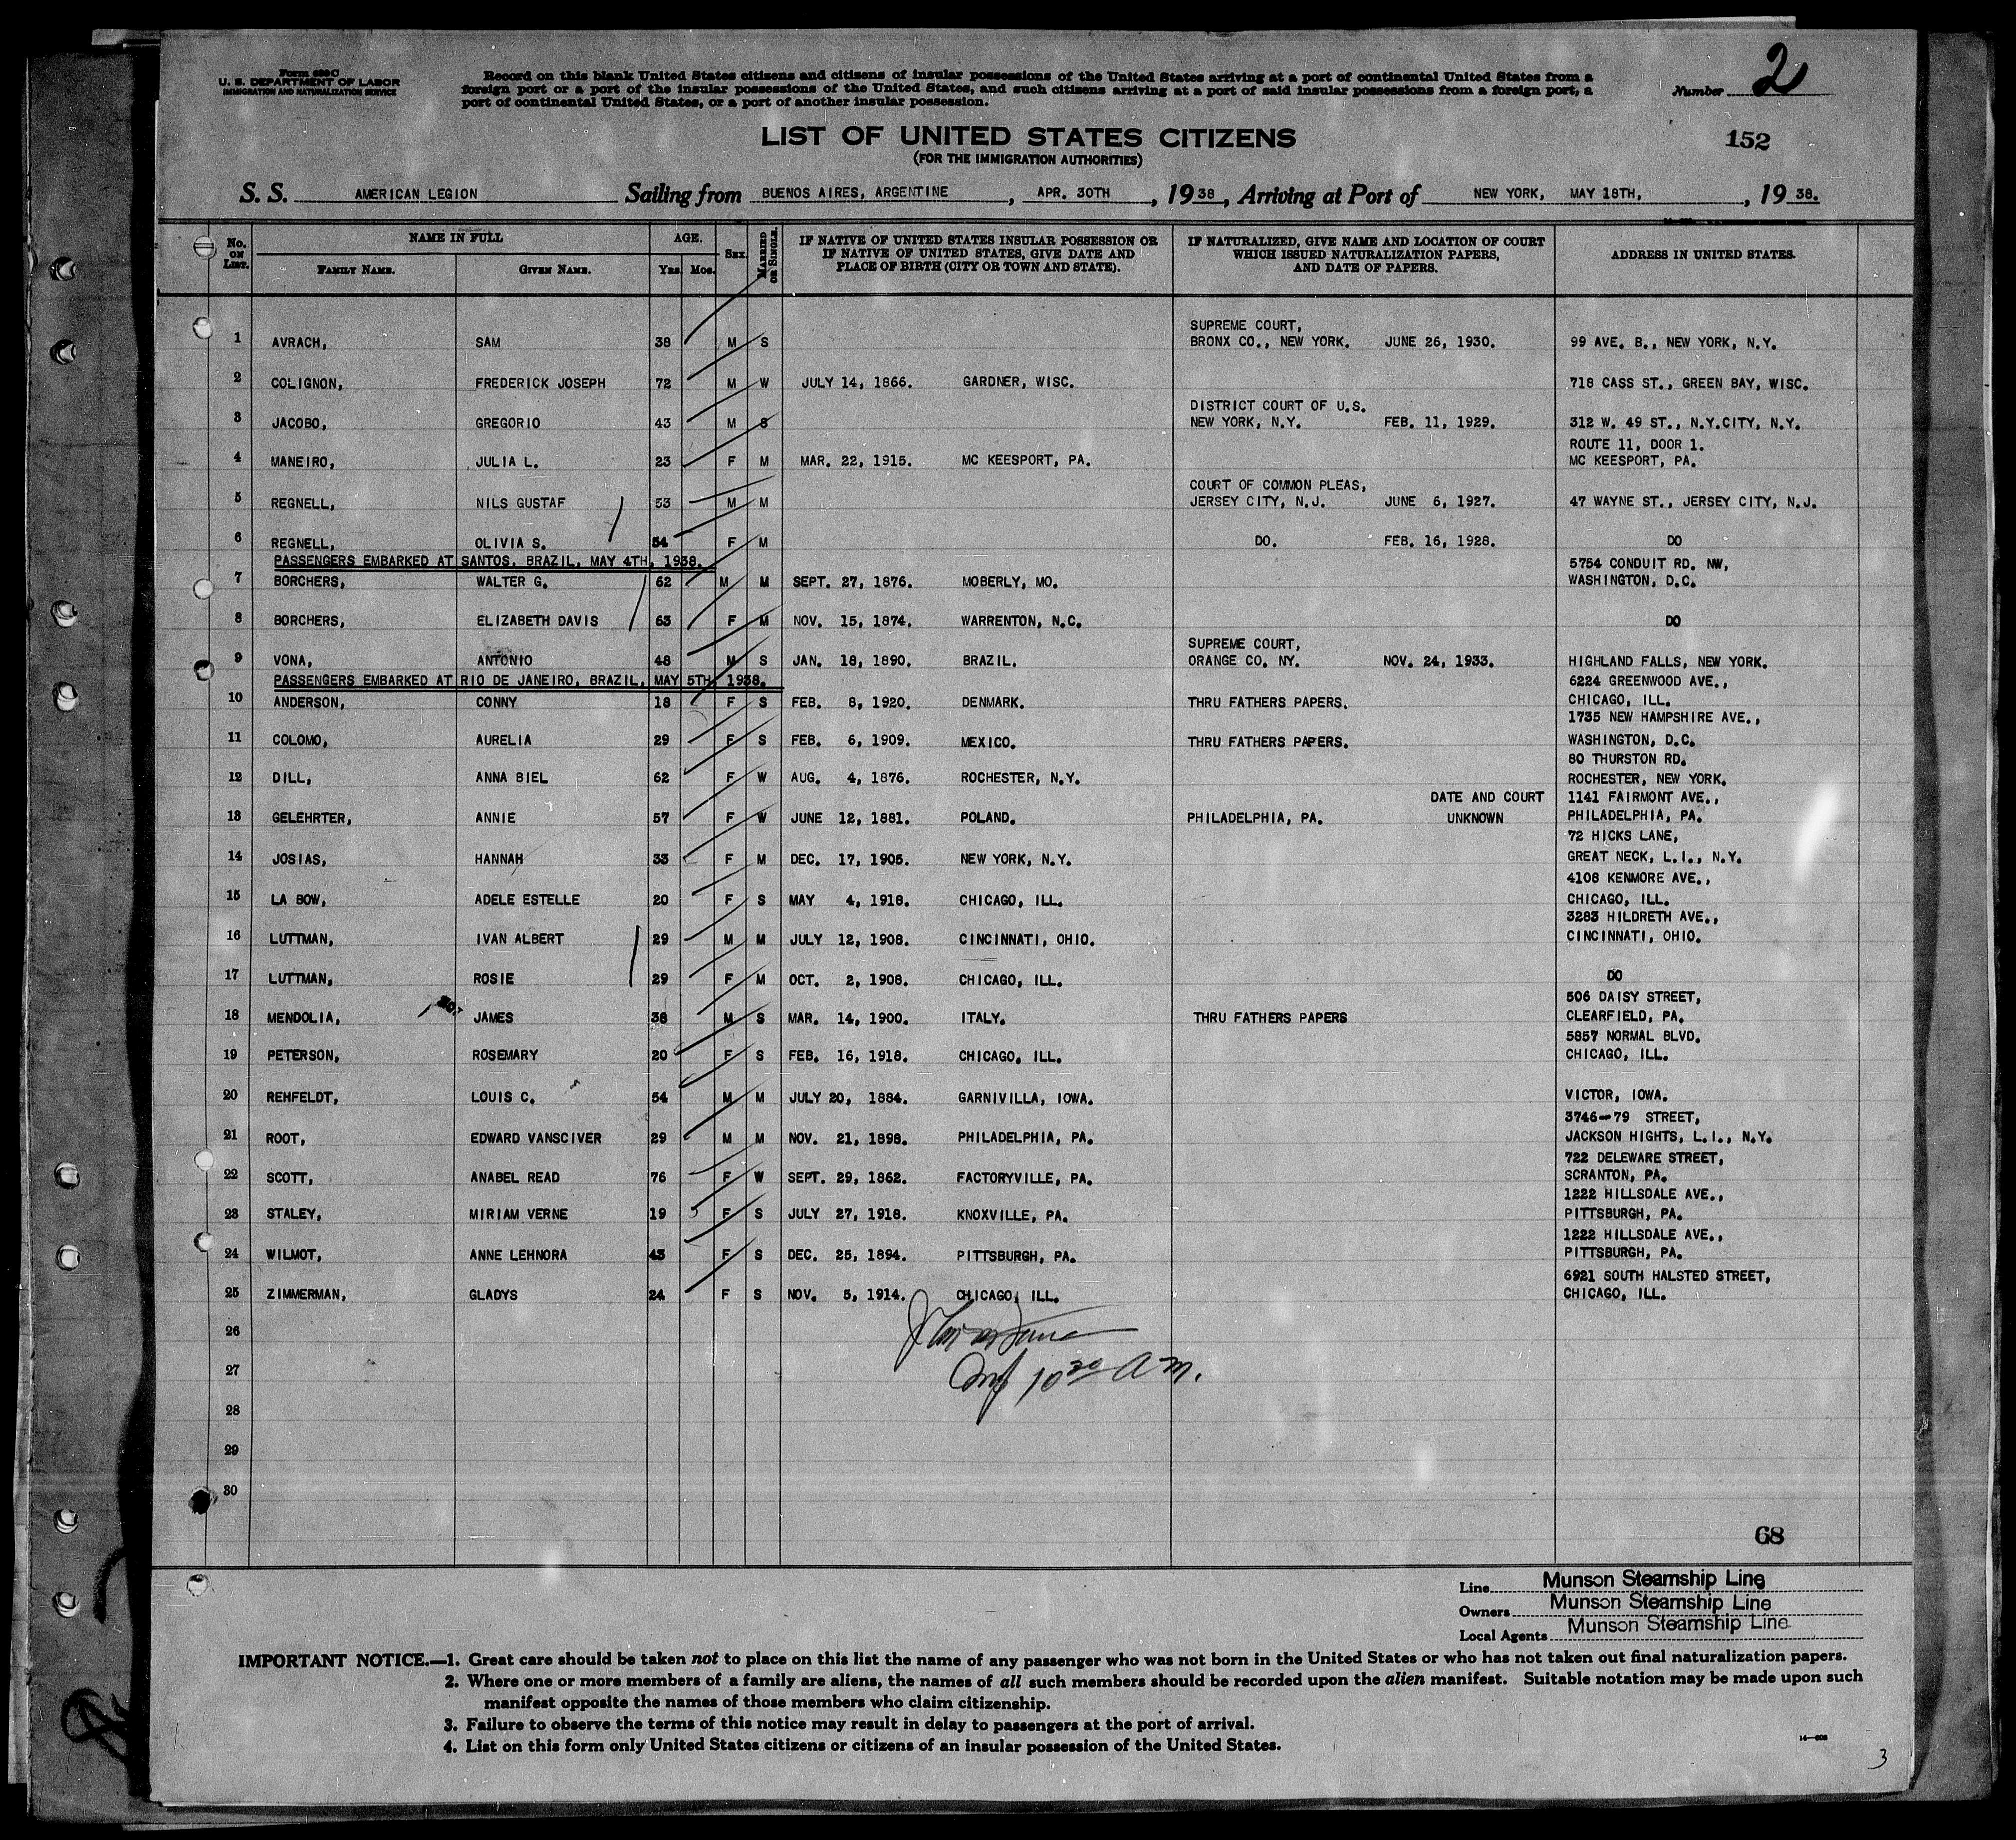 Form 630 C
U. S. DEPARTMENT OF LABOR
IMMIGRATION AND NATURALIZATION SERVICE
Record on this blank United States citizens and citizens of insular possessions of the United States arriving at a port of continental United States from a
foreign port or a port of the insular possessions of the United States, and such citizens arriving at a port of said insular possessions from a foreign port, a
port of continental United States, or a port of another insular possession.
Number 2
LIST OF UNITED STATES CITIZENS
(FOR THE IMMIGRATION AUTHORITIES)
152
S. S. AMERICAN LEGION Sailing from BUENOS AIRES, ARGENTINE, APR. 30TH, 1938, Arriving at Port of NEW YORK, MAY 18TH, , 1938.
No. ON LIST. NAME IN FULL AGE. SEX. MARRIED OR SINGLE. IF NATIVE OF UNITED STATES INSULAR POSSESSION OR IF NATIVE OF UNITED STATES, GIVE DATE AND PLACE OF BIRTH (CITY OR TOWN AND STATE). IF NATURALIZED, GIVE NAME AND LOCATION OF COURT WHICH ISSUED NATURALIZATION PAPERS, AND DATE OF PAPERS. ADDRESS IN UNITED STATES.
FAMILY NAME. GIVEN NAME. Yrs. Mos.
SUPREME COURT,
1 AVRACH, SAM 38 M S BRONX CO., NEW YORK. JUNE 26, 1930. 99 AVE. B., NEW YORK, N.Y.
2 COLIGNON, FREDERICK JOSEPH 72 M W JULY 14, 1866. GARDNER, WISC. 718 CASS ST., GREEN BAY, WISC.
DISTRICT COURT OF U.S.
3 JACOBO, GREGORIO 43 M S NEW YORK, N.Y. FEB. 11, 1929. 312 W. 49 ST., N.Y.CITY, N.Y.
ROUTE 11, DOOR 1.
4 MANEIRO, JULIA L. 23 F M MAR. 22, 1915. MC KEESPORT, PA. MC KEESPORT, PA.
COURT OF COMMON PLEAS,
5 REGNELL, NILS GUSTAF 53 M M JERSEY CITY, N.J. JUNE 6, 1927. 47 WAYNE ST., JERSEY CITY, N.J.
6 REGNELL, OLIVIA S. 54 F M DO. FEB. 16, 1928. DO
PASSENGERS EMBARKED AT SANTOS, BRAZIL, MAY 4TH, 1938. 5754 CONDUIT RD. NW,
7 BORCHERS, WALTER G. 62 M M SEPT. 27, 1876. MOBERLY, MO. WASHINGTON, D.C.
8 BORCHERS, ELIZABETH DAVIS 63 F M NOV. 15, 1874. WARRENTON, N.C. DO
SUPREME COURT,
9 VONA, ANTONIO 48 M S JAN. 18, 1890. BRAZIL. ORANGE CO. NY. NOV. 24, 1933. HIGHLAND FALLS, NEW YORK.
PASSENGERS EMBARKED AT RIO DE JANEIRO, BRAZIL, MAY 5TH, 1938. 6224 GREENWOOD AVE.,
10 ANDERSON, CONNY 18 F S FEB. 8, 1920. DENMARK. THRU FATHERS PAPERS. CHICAGO, ILL.
1735 NEW HAMPSHIRE AVE.,
11 COLOMO, AURELIA 29 F S FEB. 6, 1909. MEXICO. THRU FATHERS PAPERS. WASHINGTON, D.C.
80 THURSTON RD.
12 DILL, ANNA BIEL 62 F W AUG. 4, 1876. ROCHESTER, N.Y. ROCHESTER, NEW YORK.
DATE AND COURT 1141 FAIRMONT AVE.,
13 GELEHRTER, ANNIE 57 F W JUNE 12, 1881. POLAND. PHILADELPHIA, PA. UNKNOWN PHILADELPHIA, PA.
72 HICKS LANE,
14 JOSIAS, HANNAH 33 F M DEC. 17, 1905. NEW YORK, N.Y. GREAT NECK, L.I., N.Y.
4108 KENMORE AVE.,
15 LA BOW, ADELE ESTELLE 20 F S MAY 4, 1918. CHICAGO, ILL. CHICAGO, ILL.
3283 HILDRETH AVE.,
16 LUTTMAN, IVAN ALBERT 29 M M JULY 12, 1908. CINCINNATI, OHIO. CINCINNATI, OHIO.
17 LUTTMAN, ROSIE 29 F M OCT. 2, 1908. CHICAGO, ILL. DO
506 DAISY STREET,
18 MENDOLIA, JAMES 38 M S MAR. 14, 1900. ITALY. THRU FATHERS PAPERS CLEARFIELD, PA.
5857 NORMAL BLVD.
19 PETERSON, ROSEMARY 20 F S FEB. 16, 1918. CHICAGO, ILL. CHICAGO, ILL.
20 REHFELDT, LOUIS C. 54 M M JULY 20, 1884. GARNIVILLA, IOWA. VICTOR, IOWA.
3746-79 STREET,
21 ROOT, EDWARD VANSCIVER 29 M M NOV. 21, 1898. PHILADELPHIA, PA. JACKSON HIGHTS, L.I., N.Y.
722 DELEWARE STREET,
22 SCOTT, ANABEL READ 76 F W SEPT. 29, 1862. FACTORYVILLE, PA. SCRANTON, PA.
1222 HILLSDALE AVE.,
23 STALEY, MIRIAM VERNE 19 F S JULY 27, 1918. KNOXVILLE, PA. PITTSBURGH, PA.
1222 HILLSDALE AVE.,
24 WILMOT, ANNE LEHNORA 43 F S DEC. 25, 1894. PITTSBURGH, PA. PITTSBURGH, PA.
6921 SOUTH HALSTED STREET,
25 ZIMMERMAN, GLADYS 24 F S NOV. 5, 1914. CHICAGO, ILL. CHICAGO, ILL.
26
27 10 30 A M.
28
29
30
68
Line Munson Steamship Line
Owners Munson Steamship Line
Local Agents Munson Steamship Line
IMPORTANT NOTICE.—1. Great care should be taken not to place on this list the name of any passenger who was not born in the United States or who has not taken out final naturalization papers.
2. Where one or more members of a family are aliens, the names of all such members should be recorded upon the alien manifest. Suitable notation may be made upon such
manifest opposite the names of those members who claim citizenship.
3. Failure to observe the terms of this notice may result in delay to passengers at the port of arrival.
4. List on this form only United States citizens or citizens of an insular possession of the United States.
3